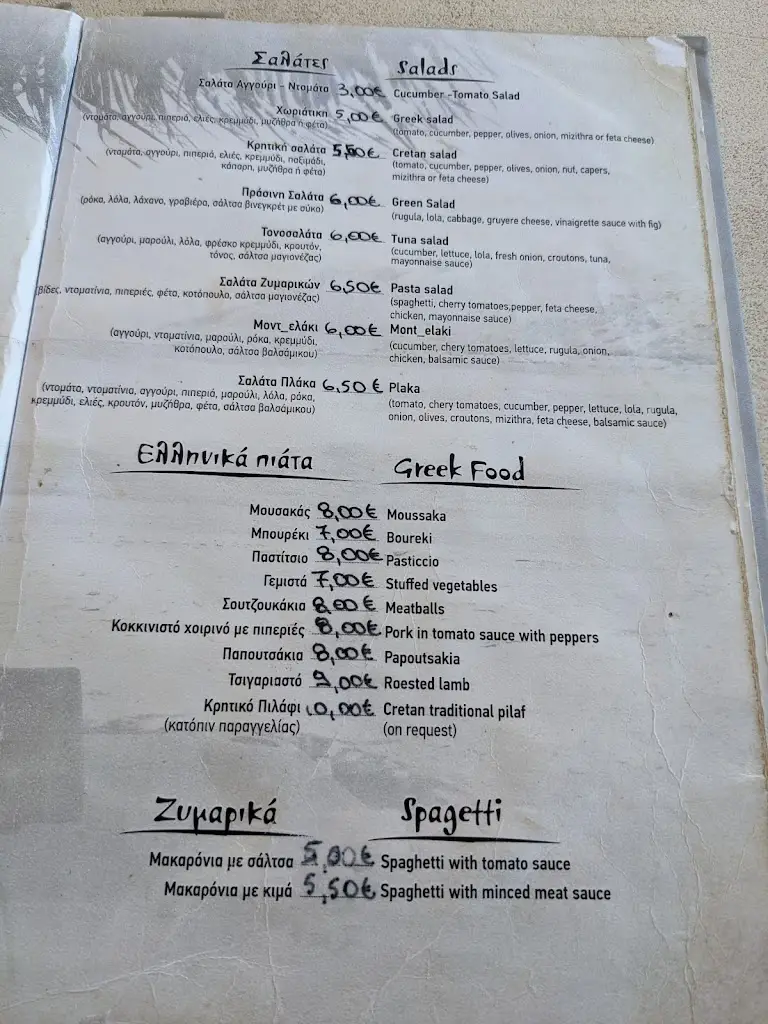 Σαλάτες Salads
Σαλάτα Αγγούρι - Ντομάτα 3,00€ Cucumber -Tomato Salad
Χωριάτικη 5,00€ Greek salad
(ντομάτα, αγγούρι, πιπεριά, ελιές, κρεμμύδι, μυζήθρα ή φέτα) (tomato, cucumber, pepper, olives, onion, mizithra or feta cheese)
Κρητική σαλάτα 5,50€ Cretan salad
(ντομάτα, αγγούρι, πιπεριά, ελιές, κρεμμύδι, παξιμάδι, (tomato, cucumber, pepper, olives, onion, nut, capers,
κάπαρη, μυζήθρα ή φέτα) mizithra or feta cheese)
Πράσινη Σαλάτα 6,00€ Green Salad
(ρόκα, λόλα, λάχανο, γραβιέρα, σάλτσα βινεγκρέτ με σύκο) (rugula, lola, cabbage, gruyere cheese, vinaigrette sauce with fig)
Τονοσαλάτα 6,00€ Tuna salad
(αγγούρι, μαρούλι, λόλα, φρέσκο κρεμμύδι, κρουτόν, (cucumber, lettuce, lola, fresh onion, croutons, tuna,
τόνος, σάλτσα μαγιονέζας) mayonnaise sauce)
Σαλάτα Ζυμαρικών 6,50€ Pasta salad
βίδες, ντοματίνια, πιπεριές, φέτα, κοτόπουλο, σάλτσα μαγιονέζας) (spaghetti, cherry tomatoes,pepper, feta cheese,
chicken, mayonnaise sauce)
Μοντ_ελάκι 6,00€ Mont_elaki
(αγγούρι, ντοματίνια, μαρούλι, ρόκα, κρεμμύδι, (cucumber, chery tomatoes, lettuce, rugula, onion,
κοτόπουλο, σάλτσα βαλσάμικου) chicken, balsamic sauce)
Σαλάτα Πλάκα 6,50€ Plaka
(ντομάτα, ντοματίνια, αγγούρι, πιπεριά, μαρούλι, λόλα, ρόκα, (tomato, chery tomatoes, cucumber, pepper, lettuce, lola, rugula,
κρεμμύδι, ελιές, κρουτόν, μυζήθρα, φέτα, σάλτσα βαλσάμικου) onion, olives, croutons, mizithra, feta cheese, balsamic sauce)
Ελληνικά πιάτα Greek Food
Μουσακάς 8,00€ Moussaka
Μπουρέκι 7,00€ Boureki
Παστίτσιο 8,00€ Pasticcio
Γεμιστά 7,00€ Stuffed vegetables
Σουτζουκάκια 8,00€ Meatballs
Κοκκινιστό χοιρινό με πιπεριές 8,00€ Pork in tomato sauce with peppers
Παπουτσάκια 8,00€ Papoutsakia
Τσιγαριαστό 9,00€ Roested lamb
Κρητικό Πιλάφι 10,00€ Cretan traditional pilaf
(κατόπιν παραγγελίας) (on request)
Ζυμαρικά Spagetti
Μακαρόνια με σάλτσα 5,00€ Spaghetti with tomato sauce
Μακαρόνια με κιμά 5,50€ Spaghetti with minced meat sauce